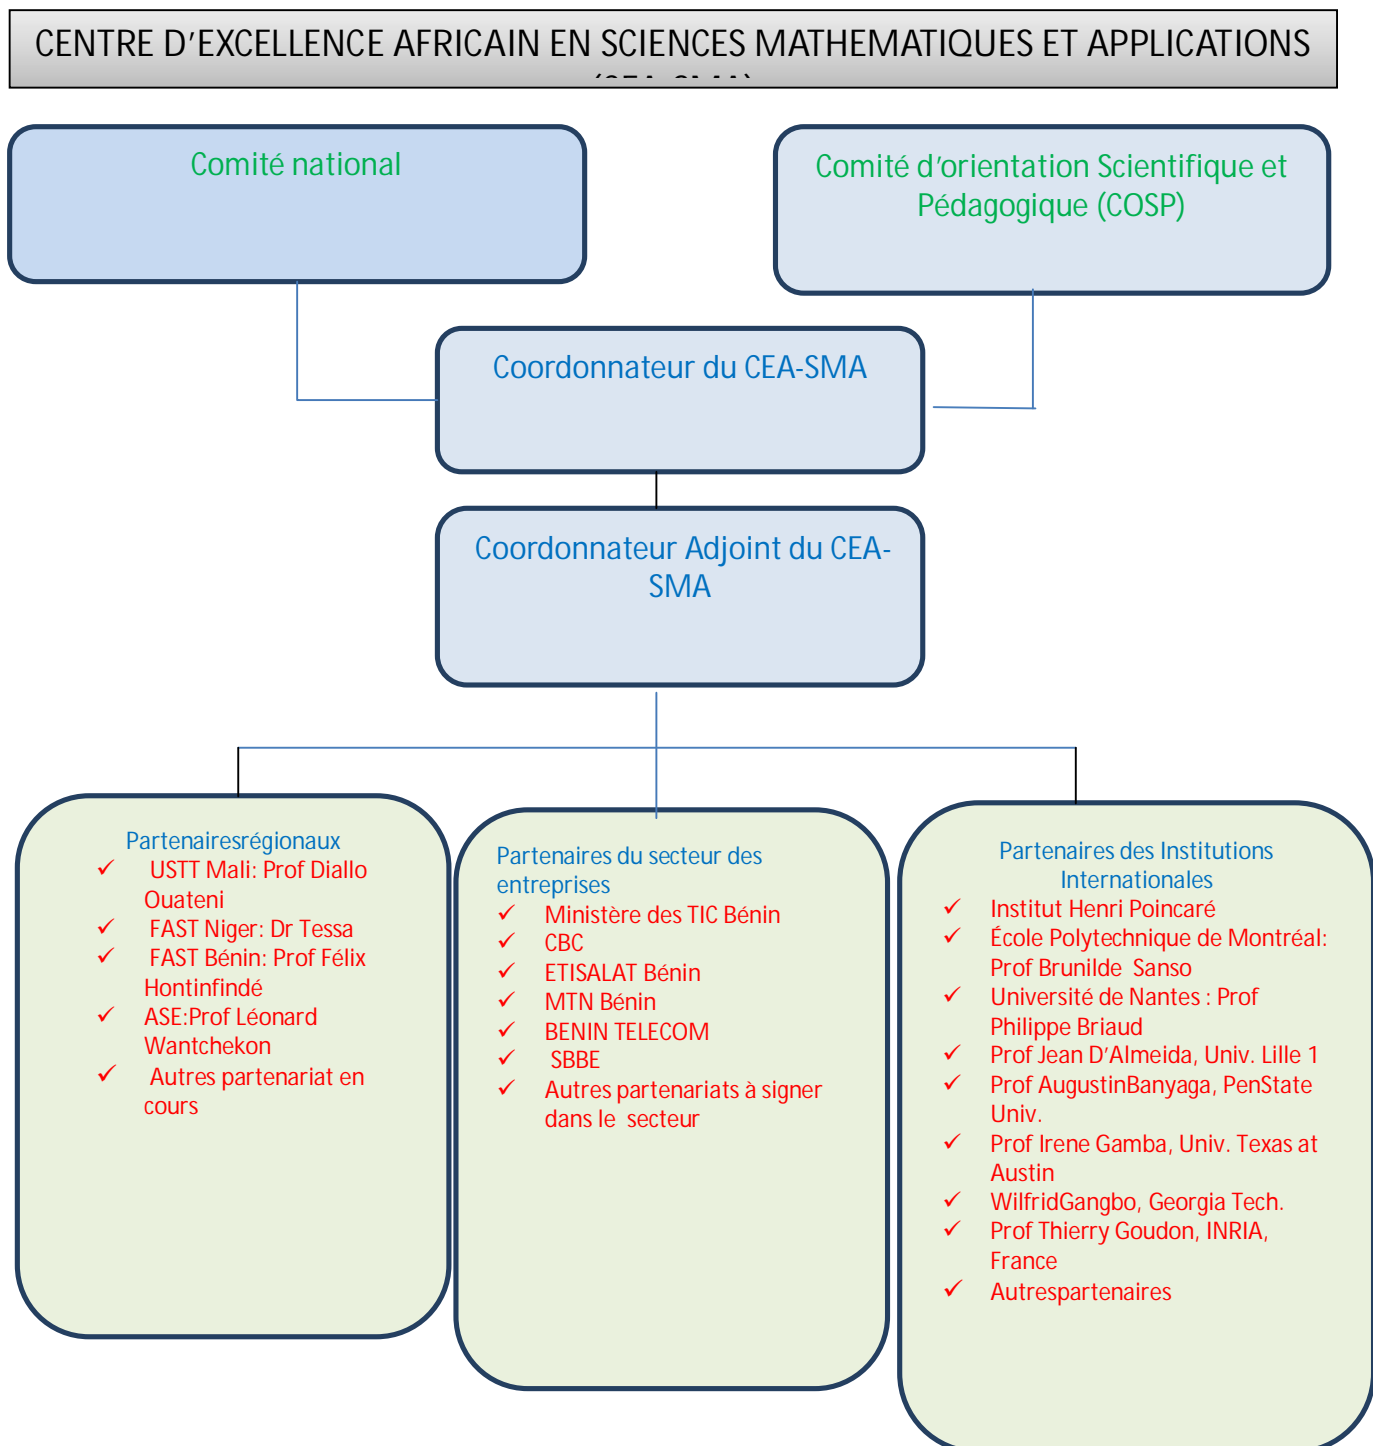 CENTRE D’EXCELLENCE AFRICAIN EN SCIENCES MATHEMATIQUES ET APPLICATIONS
(CEA-SMA)
Comité national
Comité d’orientation Scientifique et
Pédagogique (COSP)
Coordonnateur du CEA-SMA
Coordonnateur Adjoint du CEA-
SMA
Partenairesrégionaux
✓ USTT Mali: Prof Diallo
Ouateni
✓ FAST Niger: Dr Tessa
✓ FAST Bénin: Prof Félix
Hontinfindé
✓ ASE:Prof Léonard
Wantchekon
✓ Autres partenariat en
cours
Partenaires du secteur des
entreprises
✓ Ministère des TIC Bénin
✓ CBC
✓ ETISALAT Bénin
✓ MTN Bénin
✓ BENIN TELECOM
✓ SBBE
✓ Autres partenariats à signer
dans le secteur
Partenaires des Institutions
Internationales
✓ Institut Henri Poincaré
✓ École Polytechnique de Montréal:
Prof Brunilde Sanso
✓ Université de Nantes : Prof
Philippe Briaud
✓ Prof Jean D’Almeida, Univ. Lille 1
✓ Prof AugustinBanyaga, PenState
Univ.
✓ Prof Irene Gamba, Univ. Texas at
Austin
✓ WilfridGangbo, Georgia Tech.
✓ Prof Thierry Goudon, INRIA,
France
✓ Autrespartenaires